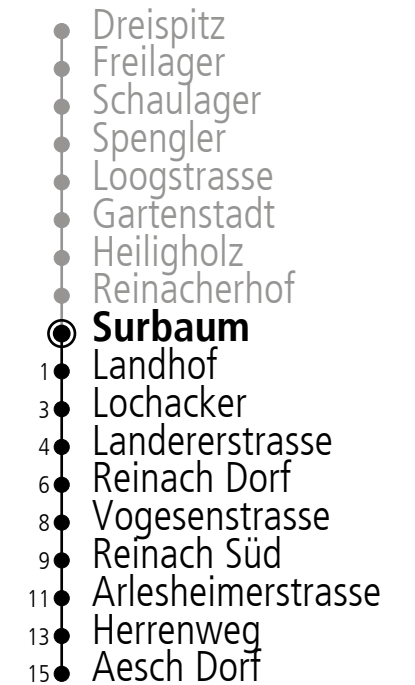 Dreispitz
Freilager
Schaulager
Spengler
Loogstrasse
Gartenstadt
Heiligholz
Reinacherhof
Surbaum
1 Landhof
3 Lochacker
4 Landererstrasse
6 Reinach Dorf
8 Vogesenstrasse
9 Reinach Süd
11 Arlesheimerstrasse
13 Herrenweg
15 Aesch Dorf